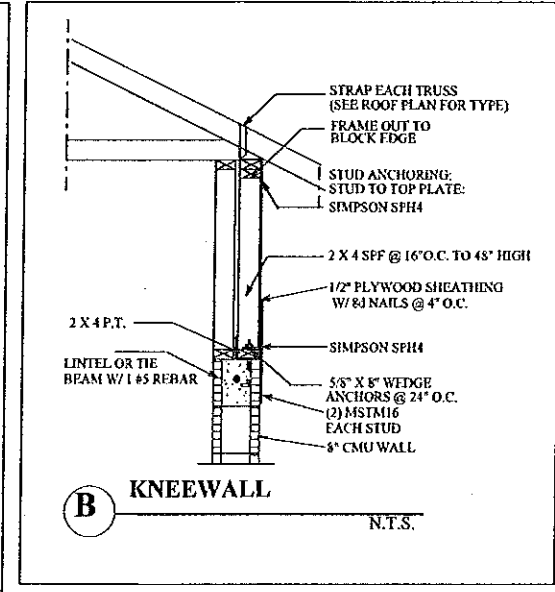 STRAP EACH TRUSS
(SEE ROOF PLAN FOR TYPE)
FRAME OUT TO
BLOCK EDGE
STUD ANCHORING:
STUD TO TOP PLATE:
SIMPSON SPH4
2 X 4 SPF @ 16"O.C. TO 48" HIGH
1/2" PLYWOOD SHEATHING
W/ 8d NAILS @ 4" O.C.
2 X 4 P.T.
SIMPSON SPH4
LINTEL OR TIE
BEAM W/ 1 #5 REBAR
5/8" X 8" WEDGE
ANCHORS @ 24" O.C.
(2) MSTM16
EACH STUD
8" CMU WALL
B KNEEWALL
N.T.S.